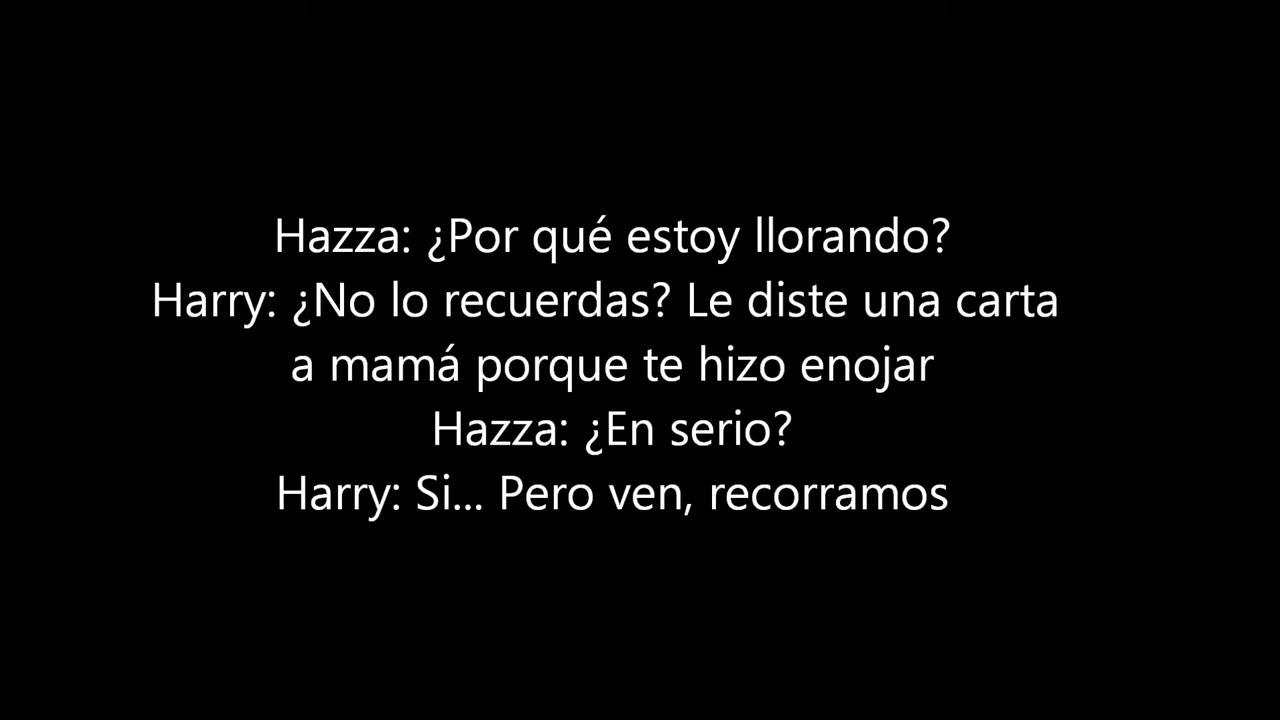 Hazza: ¿Por qué estoy llorando?
Harry: ¿No lo recuerdas? Le diste una carta
a mamá porque te hizo enojar
Hazza: ¿En serio?
Harry: Si... Pero ven, recorramos